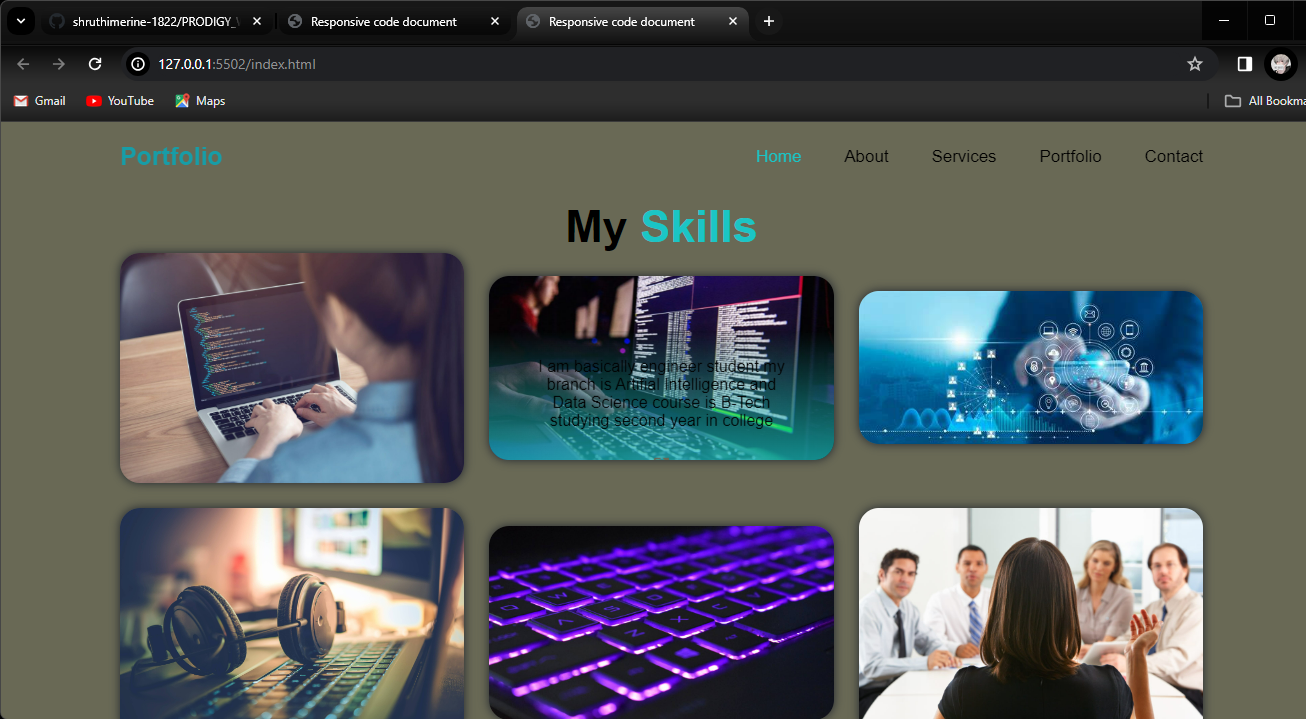 shruthimerine-1822/PRODIGY_
Responsive code document
Responsive code document
127.0.0.1:5502/index.html
Gmail
YouTube
Maps
All Bookma
Portfolio
Home
About
Services
Portfolio
Contact
My Skills
I am basically engineer student my
branch is Artifial Intelligence and
Data Science course is B-Tech
studying second year in college